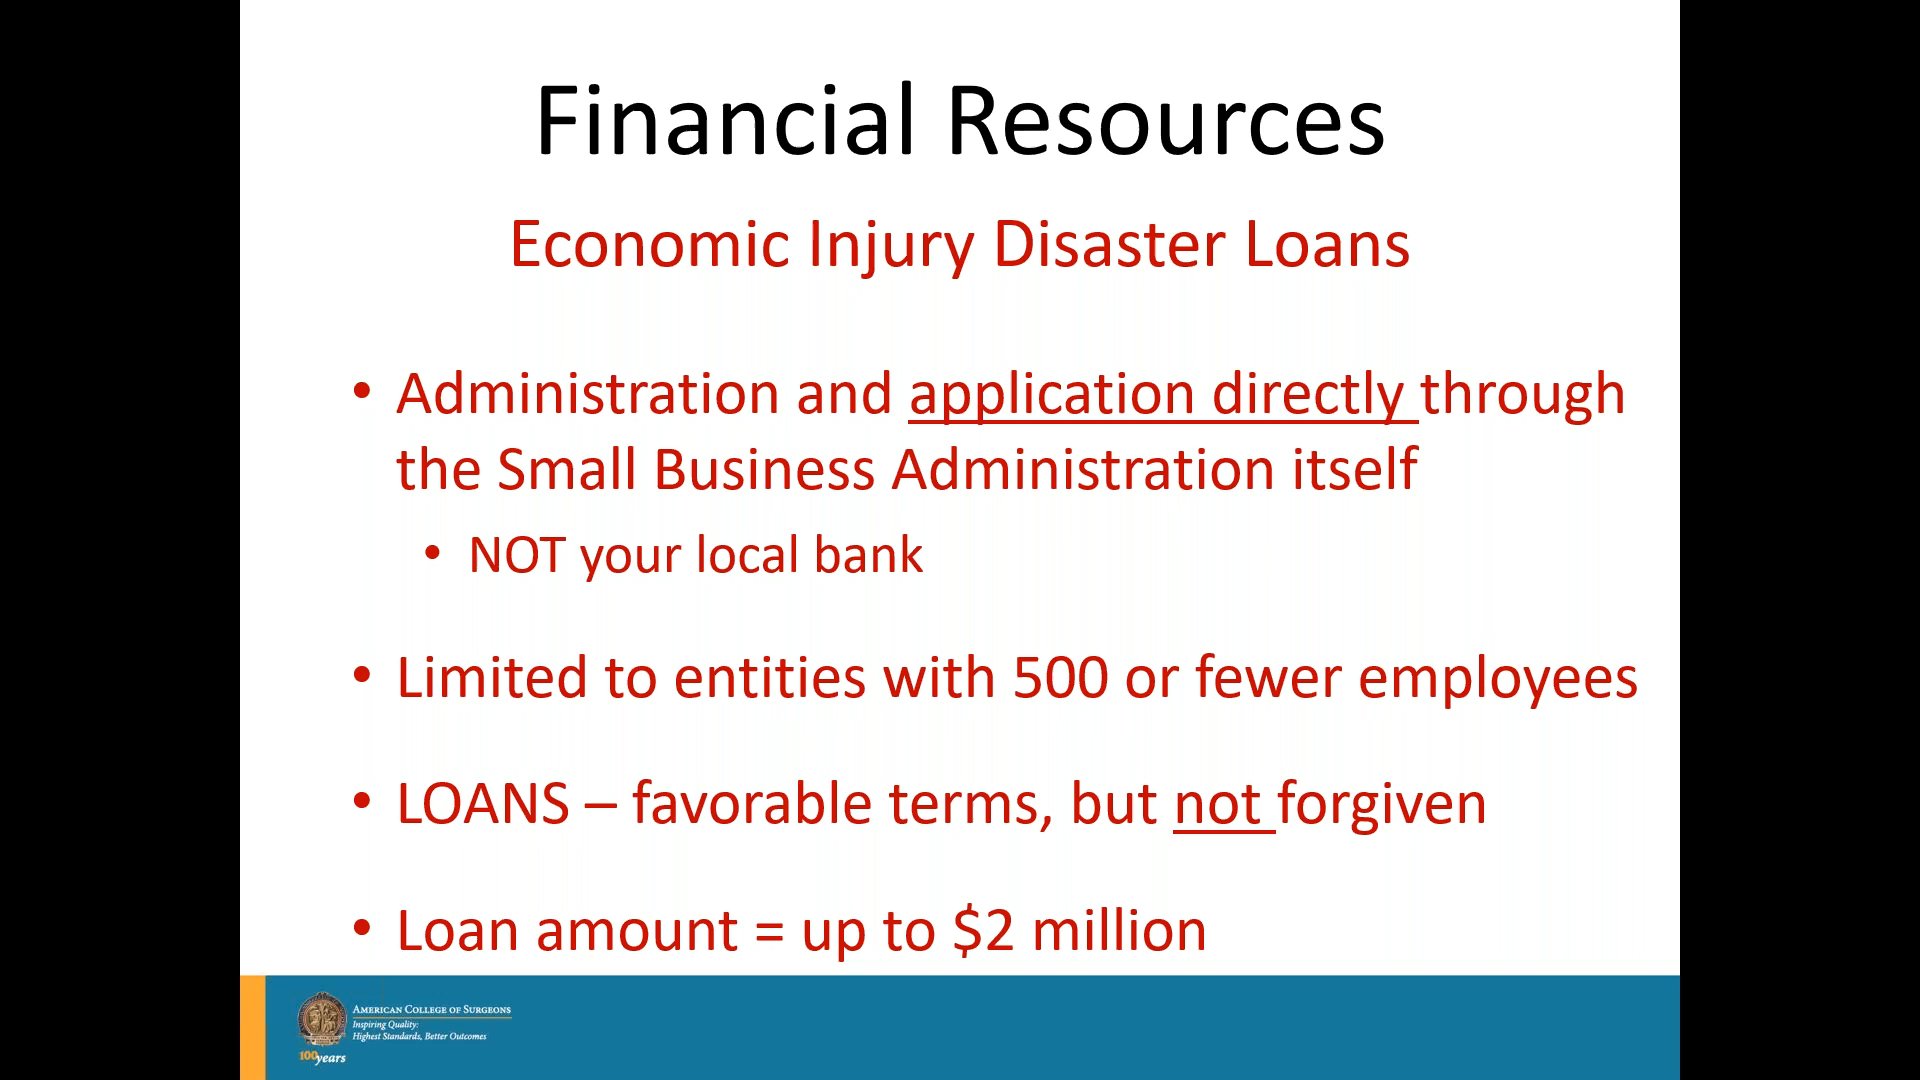 Financial Resources
Economic Injury Disaster Loans
• Administration and application directly through
the Small Business Administration itself
• NOT your local bank
• Limited to entities with 500 or fewer employees
• LOANS – favorable terms, but not forgiven
• Loan amount = up to $2 million
AMERICAN COLLEGE OF SURGEONS
Inspiring Quality:
Highest Standards, Better Outcomes
100years